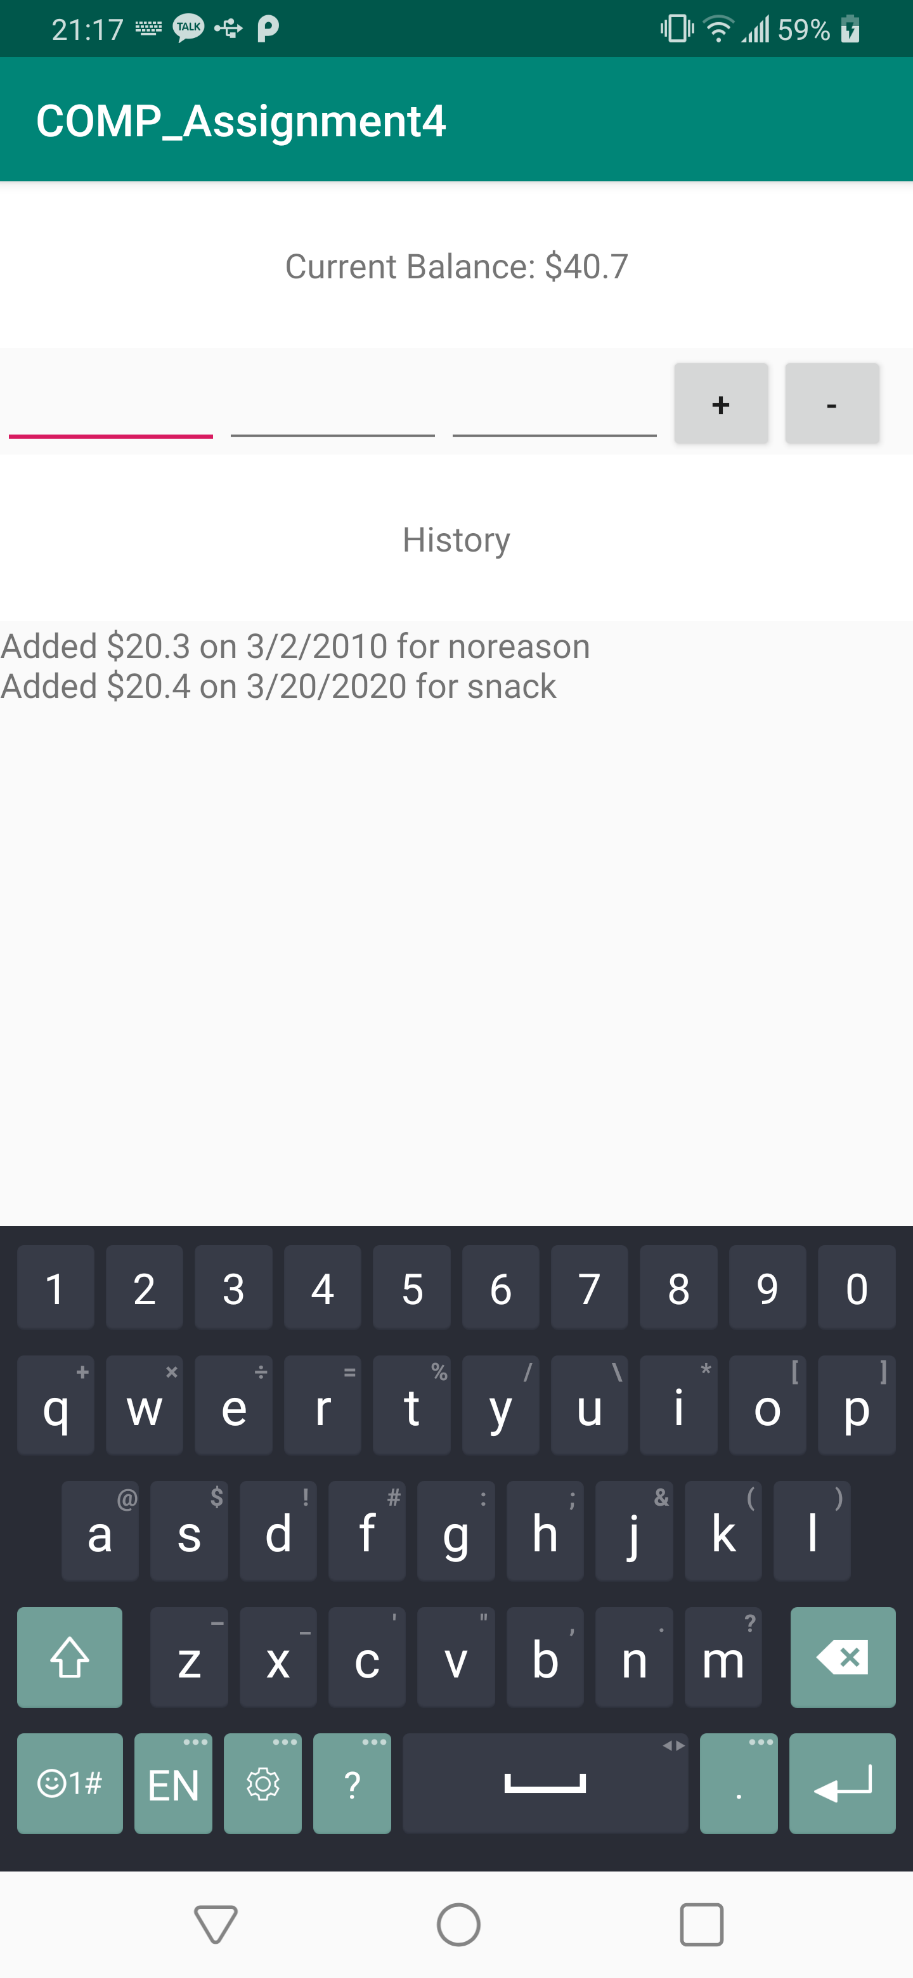 21:17 TALK 59%
COMP_Assignment4
Current Balance: $40.7
+ -
History
Added $20.3 on 3/2/2010 for noreason
Added $20.4 on 3/20/2020 for snack
1 2 3 4 5 6 7 8 9 0
+ × ÷ = % / \ * [ ]
q w e r t y u i o p
@ $ ! # : ; & ( )
a s d f g h j k l
– _ ' " , . ?
z x c v b n m
1# EN ? .